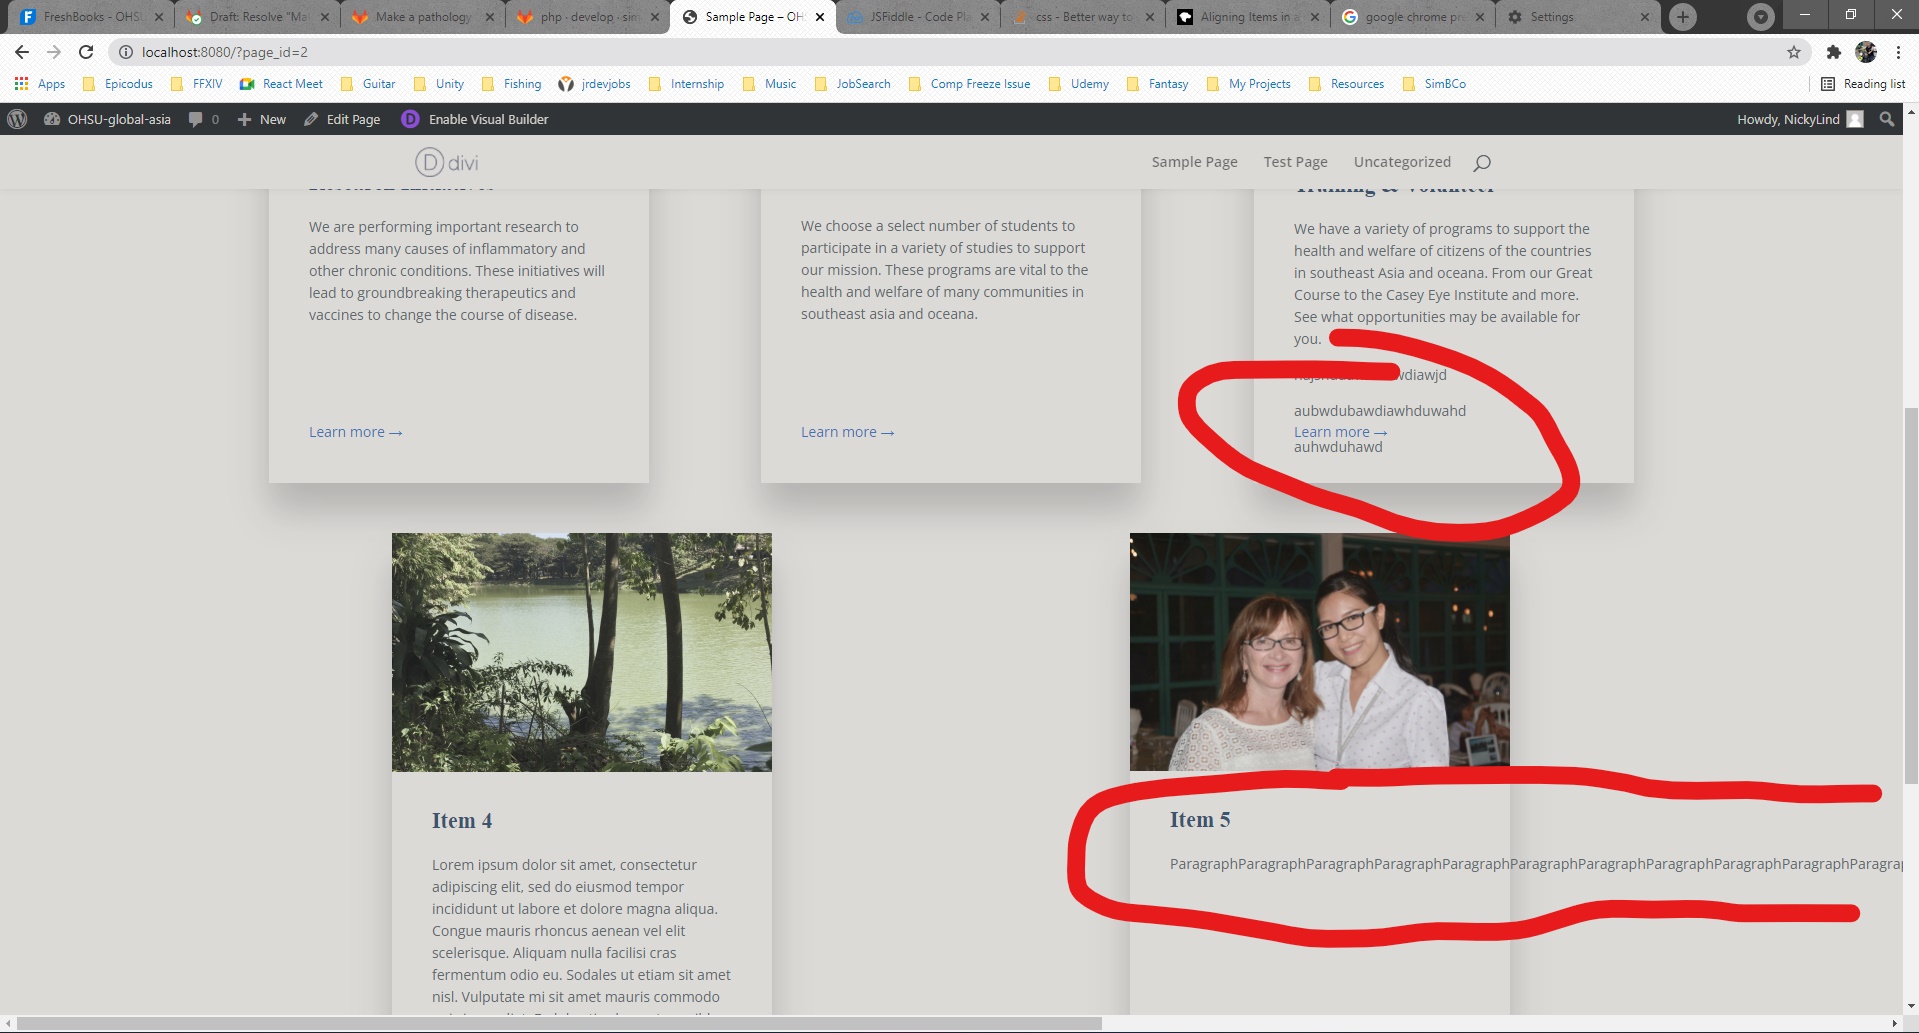 FreshBooks - OHSU
Draft: Resolve "Ma
Make a pathology
php · develop · sim
Sample Page – OH
JSFiddle - Code Pla
css - Better way to
Aligning Items in a
google chrome pre
Settings
localhost:8080/?page_id=2
Apps
Epicodus
FFXIV
React Meet
Guitar
Unity
Fishing
jrdevjobs
Internship
Music
JobSearch
Comp Freeze Issue
Udemy
Fantasy
My Projects
Resources
SimBCo
Reading list
OHSU-global-asia
0
New
Edit Page
Enable Visual Builder
Howdy, NickyLind
D divi
Sample Page
Test Page
Uncategorized
Training & Volunteer
We are performing important research to
address many causes of inflammatory and
other chronic conditions. These initiatives will
lead to groundbreaking therapeutics and
vaccines to change the course of disease.
Learn more →
We choose a select number of students to
participate in a variety of studies to support
our mission. These programs are vital to the
health and welfare of many communities in
southeast asia and oceana.
Learn more →
We have a variety of programs to support the
health and welfare of citizens of the countries
in southeast Asia and oceana. From our Great
Course to the Casey Eye Institute and more.
See what opportunities may be available for
you.
aubwdubawdiawhduwahd
Learn more →
auhwduhawd
Item 4
Lorem ipsum dolor sit amet, consectetur
adipiscing elit, sed do eiusmod tempor
incididunt ut labore et dolore magna aliqua.
Congue mauris rhoncus aenean vel elit
scelerisque. Aliquam nulla facilisi cras
fermentum odio eu. Sodales ut etiam sit amet
nisl. Vulputate mi sit amet mauris commodo
Item 5
ParagraphParagraphParagraphParagraphParagraphParagraphParagraphParagraphParagraphParagraphParagrap